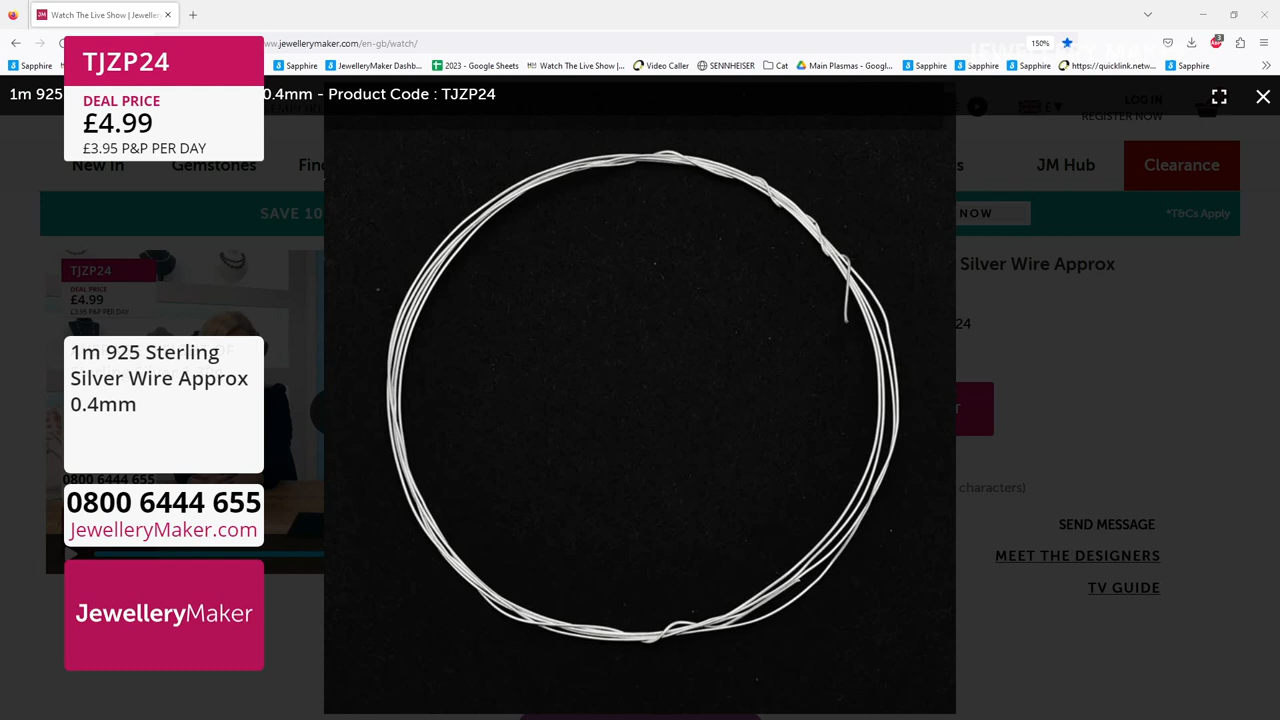 Watch The Live Show | Jeweller
www.jewellerymaker.com/en-gb/watch/
150%
3
Sapphire
Sapphire
JewelleryMaker Dashb...
2023 - Google Sheets
Watch The Live Show |...
Video Caller
SENNHEISER
Cat
Main Plasmas - Googl...
Sapphire
Sapphire
Sapphire
https://quicklink.netw...
Sapphire
TJZP24
DEAL PRICE
£4.99
£3.95 P&P PER DAY
1m 925
0.4mm - Product Code : TJZP24
LOG IN
REGISTER NOW
New In
Gemstones
JM Hub
Clearance
SAVE 10
NOW
*T&Cs Apply
TJZP24
DEAL PRICE
£4.99
£3.95 P&P PER DAY
Silver Wire Approx
24
1m 925 Sterling
Silver Wire Approx
0.4mm
0800 6444 655
characters)
0800 6444 655
JewelleryMaker.com
SEND MESSAGE
MEET THE DESIGNERS
TV GUIDE
JewelleryMaker